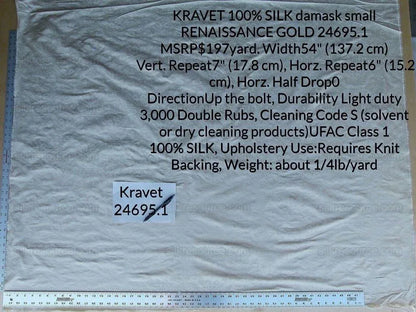 KRAVET 100% SILK damask small
RENAISSANCE GOLD 24695.1
MSRP$197yard. Width54" (137.2 cm)
Vert. Repeat7" (17.8 cm), Horz. Repeat6" (15.2
cm), Horz. Half Drop0
DirectionUp the bolt, Durability Light duty
3,000 Double Rubs, Cleaning Code S (solvent
or dry cleaning products)UFAC Class 1
100% SILK, Upholstery Use:Requires Knit
Backing, Weight: about 1/4lb/yard
Kravet
24695.1